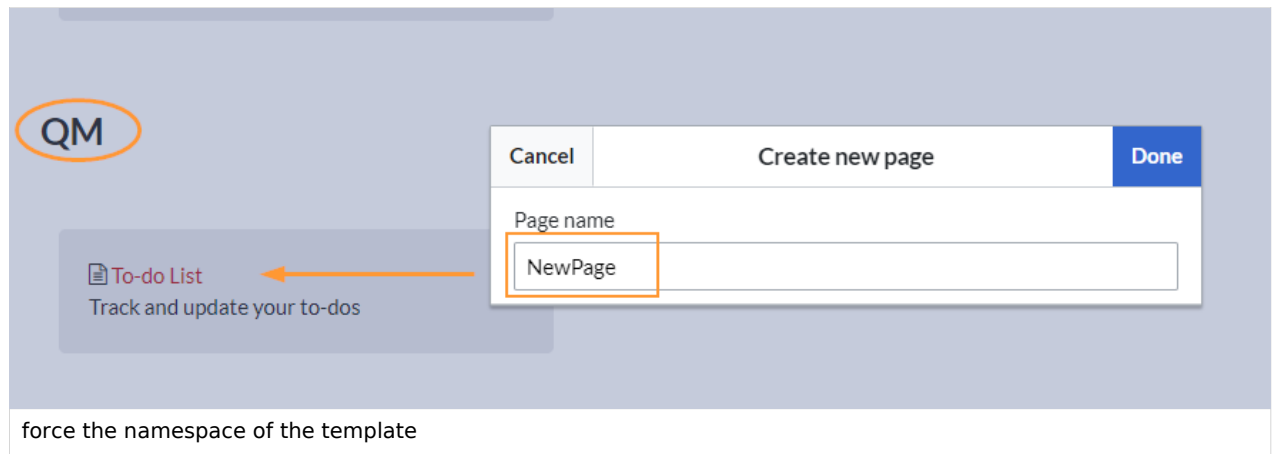 QM
Cancel Create new page Done
Page name
NewPage
To-do List
Track and update your to-dos
force the namespace of the template